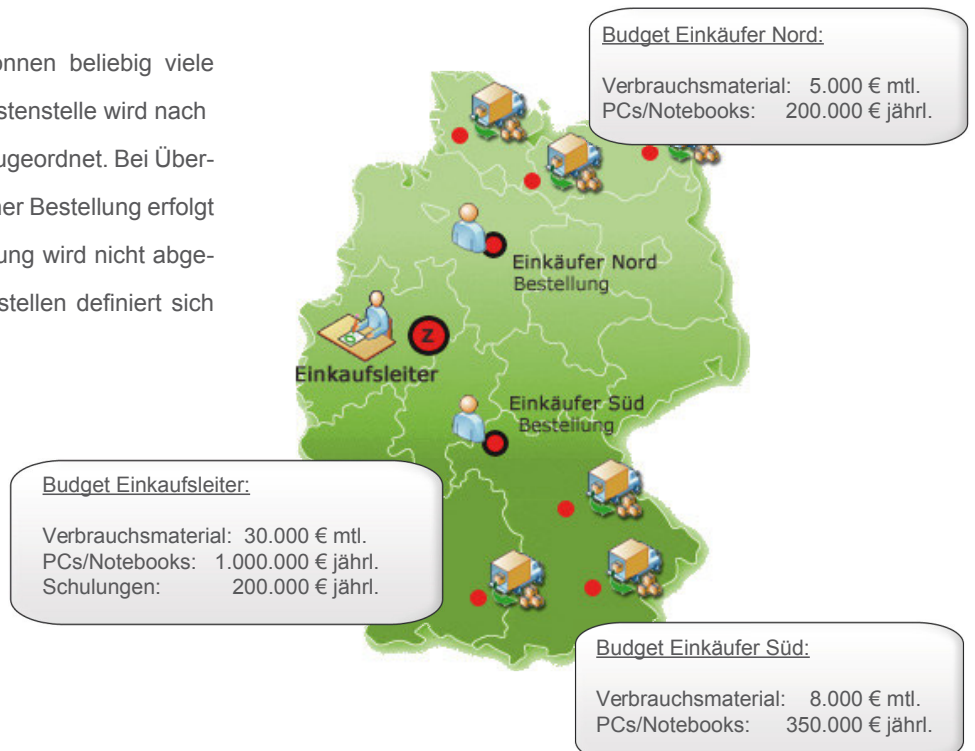 onnen beliebig viele
stenstelle wird nach
ugeordnet. Bei Über-
ner Bestellung erfolgt
ung wird nicht abge-
stellen definiert sich
Budget Einkäufer Nord:
Verbrauchsmaterial: 5.000 € mtl.
PCs/Notebooks: 200.000 € jährl.
Einkäufer Nord
Bestellung
Z
Einkaufsleiter
Einkäufer Süd
Bestellung
Budget Einkaufsleiter:
Verbrauchsmaterial: 30.000 € mtl.
PCs/Notebooks: 1.000.000 € jährl.
Schulungen: 200.000 € jährl.
Budget Einkäufer Süd:
Verbrauchsmaterial: 8.000 € mtl.
PCs/Notebooks: 350.000 € jährl.